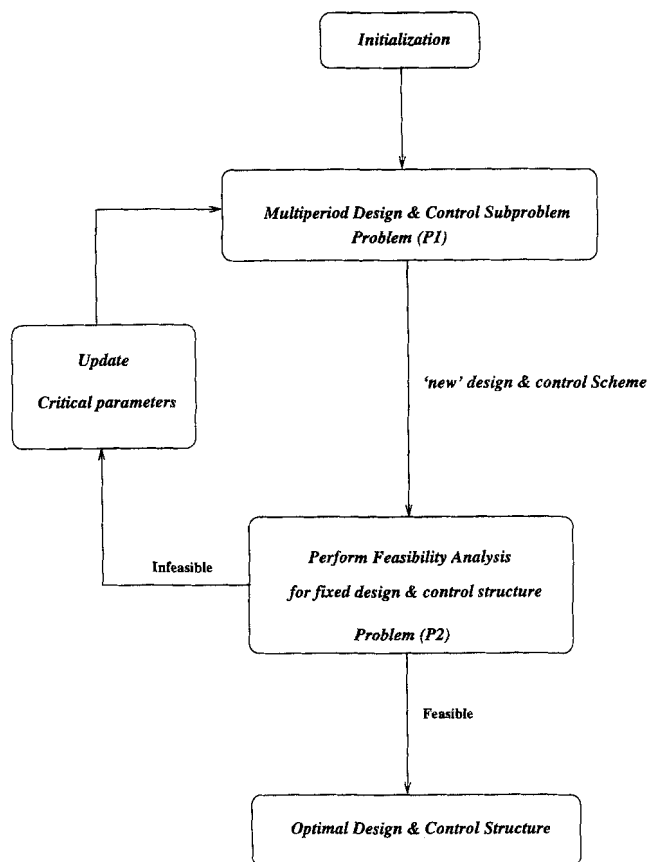 Initialization
Multiperiod Design & Control Subproblem
Problem (P1)
Update
Critical parameters
'new' design & control Scheme
Perform Feasibility Analysis
for fixed design & control structure
Problem (P2)
Infeasible
Feasible
Optimal Design & Control Structure